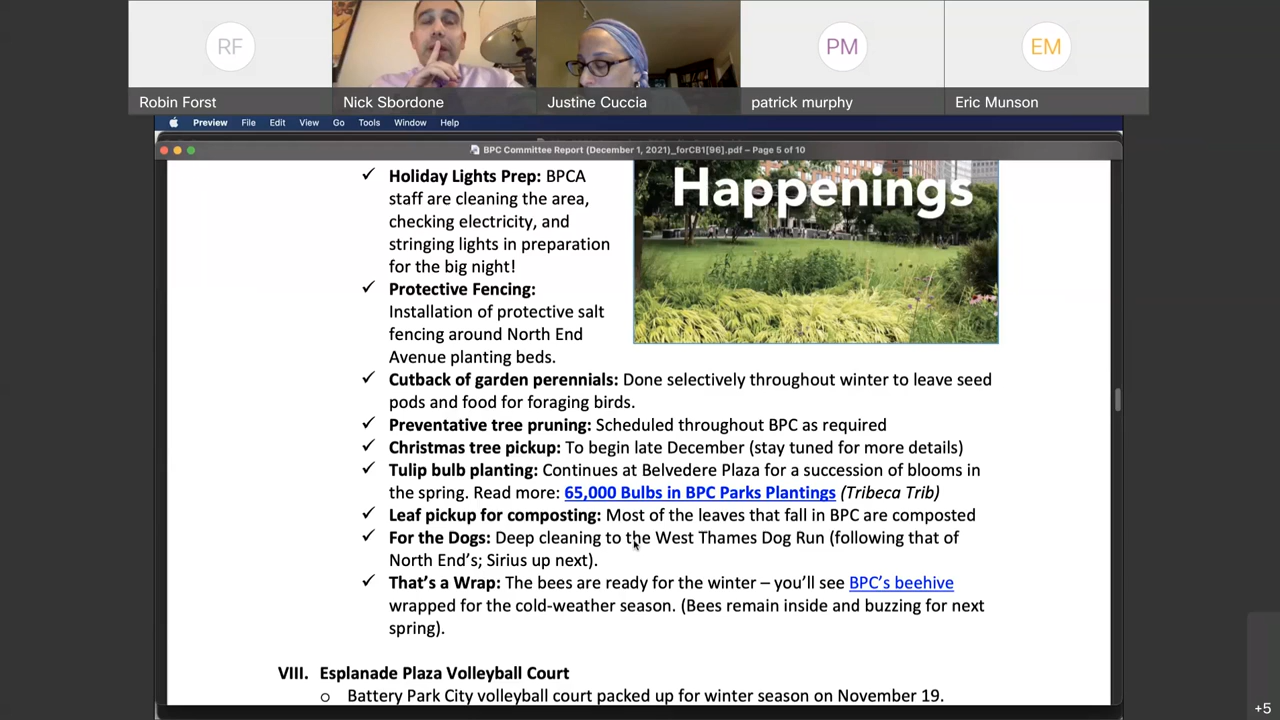 RF
PM
EM
Robin Forst
Nick Sbordone
Justine Cuccia
patrick murphy
Eric Munson
Preview File Edit View Go Tools Window Help
BPC Committee Report (December 1, 2021)_forCB1[96].pdf – Page 5 of 10
Happenings
✓ Holiday Lights Prep: BPCA
staff are cleaning the area,
checking electricity, and
stringing lights in preparation
for the big night!
✓ Protective Fencing:
Installation of protective salt
fencing around North End
Avenue planting beds.
✓ Cutback of garden perennials: Done selectively throughout winter to leave seed
pods and food for foraging birds.
✓ Preventative tree pruning: Scheduled throughout BPC as required
✓ Christmas tree pickup: To begin late December (stay tuned for more details)
✓ Tulip bulb planting: Continues at Belvedere Plaza for a succession of blooms in
the spring. Read more: 65,000 Bulbs in BPC Parks Plantings (Tribeca Trib)
✓ Leaf pickup for composting: Most of the leaves that fall in BPC are composted
✓ For the Dogs: Deep cleaning to the West Thames Dog Run (following that of
North End’s; Sirius up next).
✓ That’s a Wrap: The bees are ready for the winter – you’ll see BPC’s beehive
wrapped for the cold-weather season. (Bees remain inside and buzzing for next
spring).
VIII. Esplanade Plaza Volleyball Court
o Battery Park City volleyball court packed up for winter season on November 19.
+5